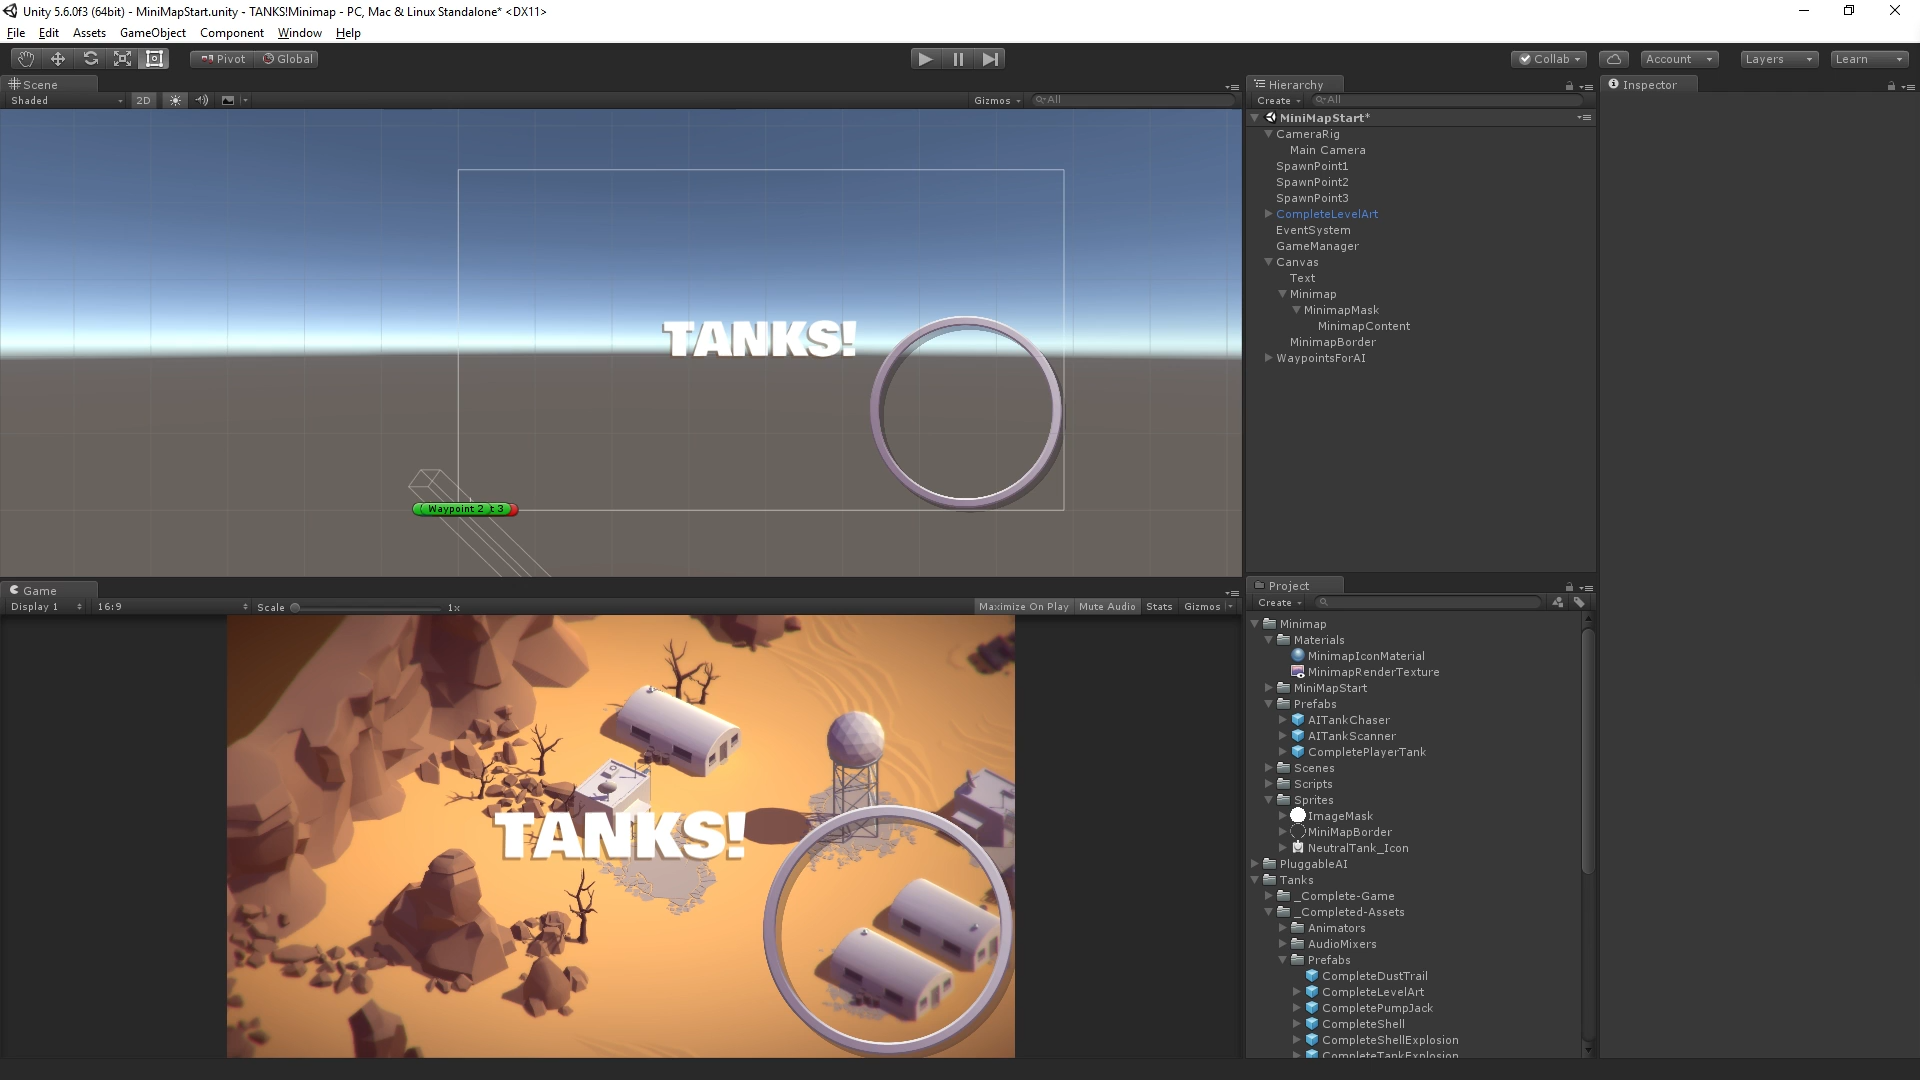 Unity 5.6.0f3 (64bit) - MiniMapStart.unity - TANKS!Minimap - PC, Mac & Linux Standalone* <DX11>
File Edit Assets GameObject Component Window Help
Pivot Global Collab Account Layers Learn
Scene
Shaded 2D Gizmos All
TANKS!
Waypoint 2 t 3
Game
Display 1 16:9 Scale 1x Maximize On Play Mute Audio Stats Gizmos
TANKS!
Hierarchy
Create All
MiniMapStart*
CameraRig
Main Camera
SpawnPoint1
SpawnPoint2
SpawnPoint3
CompleteLevelArt
EventSystem
GameManager
Canvas
Text
Minimap
MinimapMask
MinimapContent
MinimapBorder
WaypointsForAI
Project
Create
Minimap
Materials
MinimapIconMaterial
MinimapRenderTexture
MiniMapStart
Prefabs
AITankChaser
AITankScanner
CompletePlayerTank
Scenes
Scripts
Sprites
ImageMask
MiniMapBorder
NeutralTank_Icon
PluggableAI
Tanks
_Complete-Game
_Completed-Assets
Animators
AudioMixers
Prefabs
CompleteDustTrail
CompleteLevelArt
CompletePumpJack
CompleteShell
CompleteShellExplosion
CompleteTankExplosion
Inspector